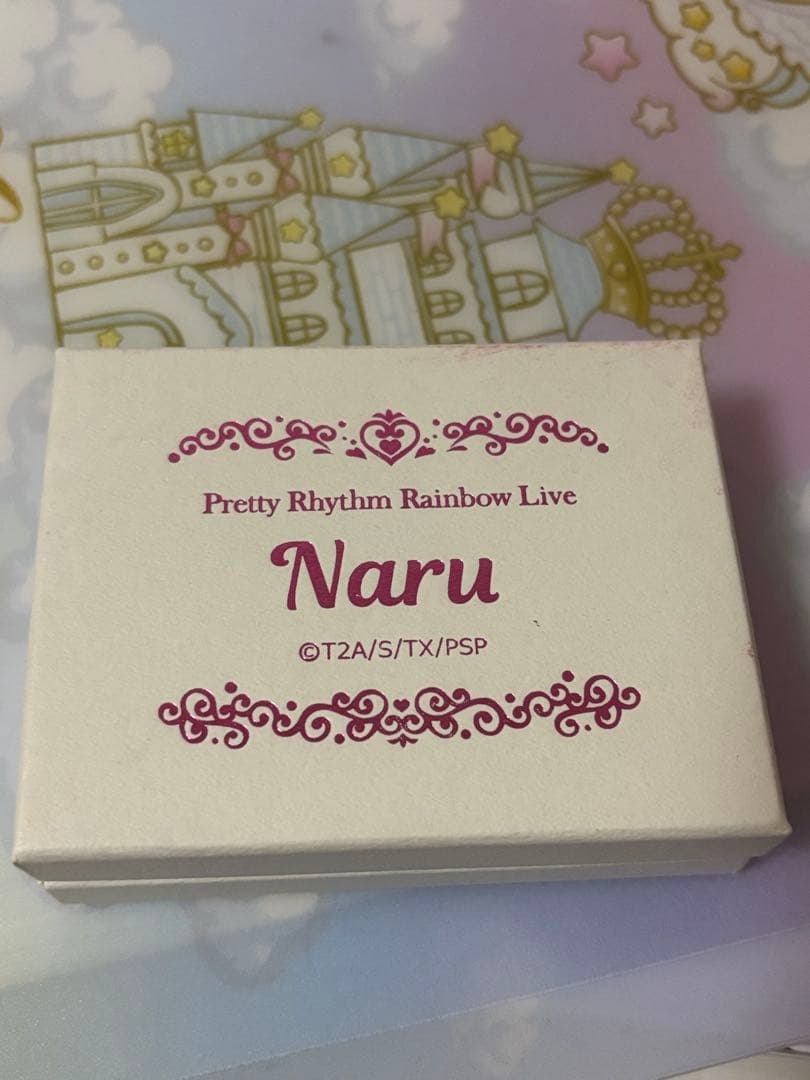 Pretty Rhythm Rainbow Live
Naru
©T2A/S/TX/PSP